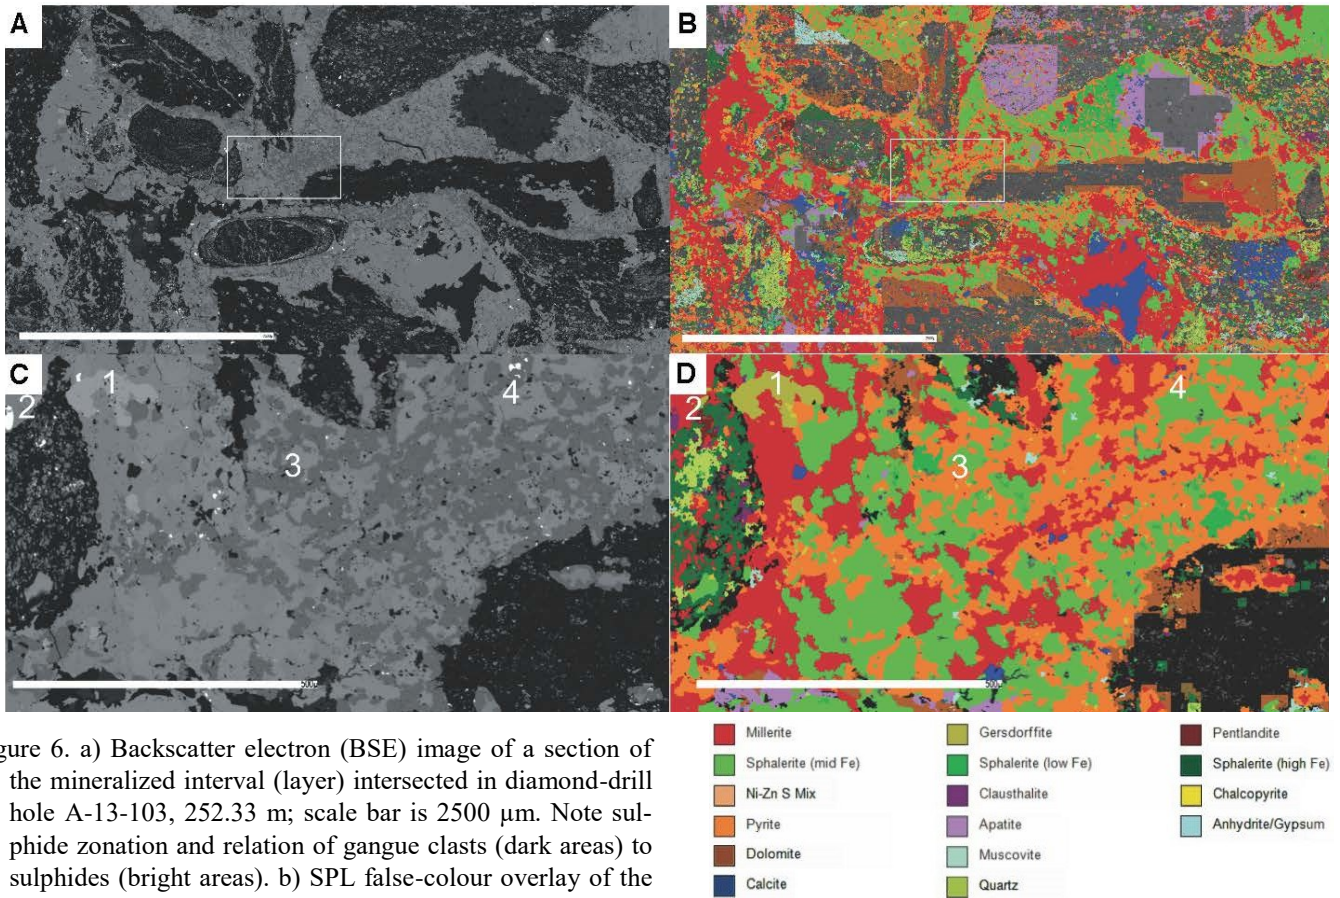 A
B
C
1
2
3
4
D
1
2
3
4
500µ
gure 6. a) Backscatter electron (BSE) image of a section of
the mineralized interval (layer) intersected in diamond-drill
hole A-13-103, 252.33 m; scale bar is 2500 µm. Note sul-
phide zonation and relation of gangue clasts (dark areas) to
sulphides (bright areas). b) SPL false-colour overlay of the
Millerite
Gersdorffite
Pentlandite
Sphalerite (mid Fe)
Sphalerite (low Fe)
Sphalerite (high Fe)
Ni-Zn S Mix
Clausthalite
Chalcopyrite
Pyrite
Apatite
Anhydrite/Gypsum
Dolomite
Muscovite
Calcite
Quartz